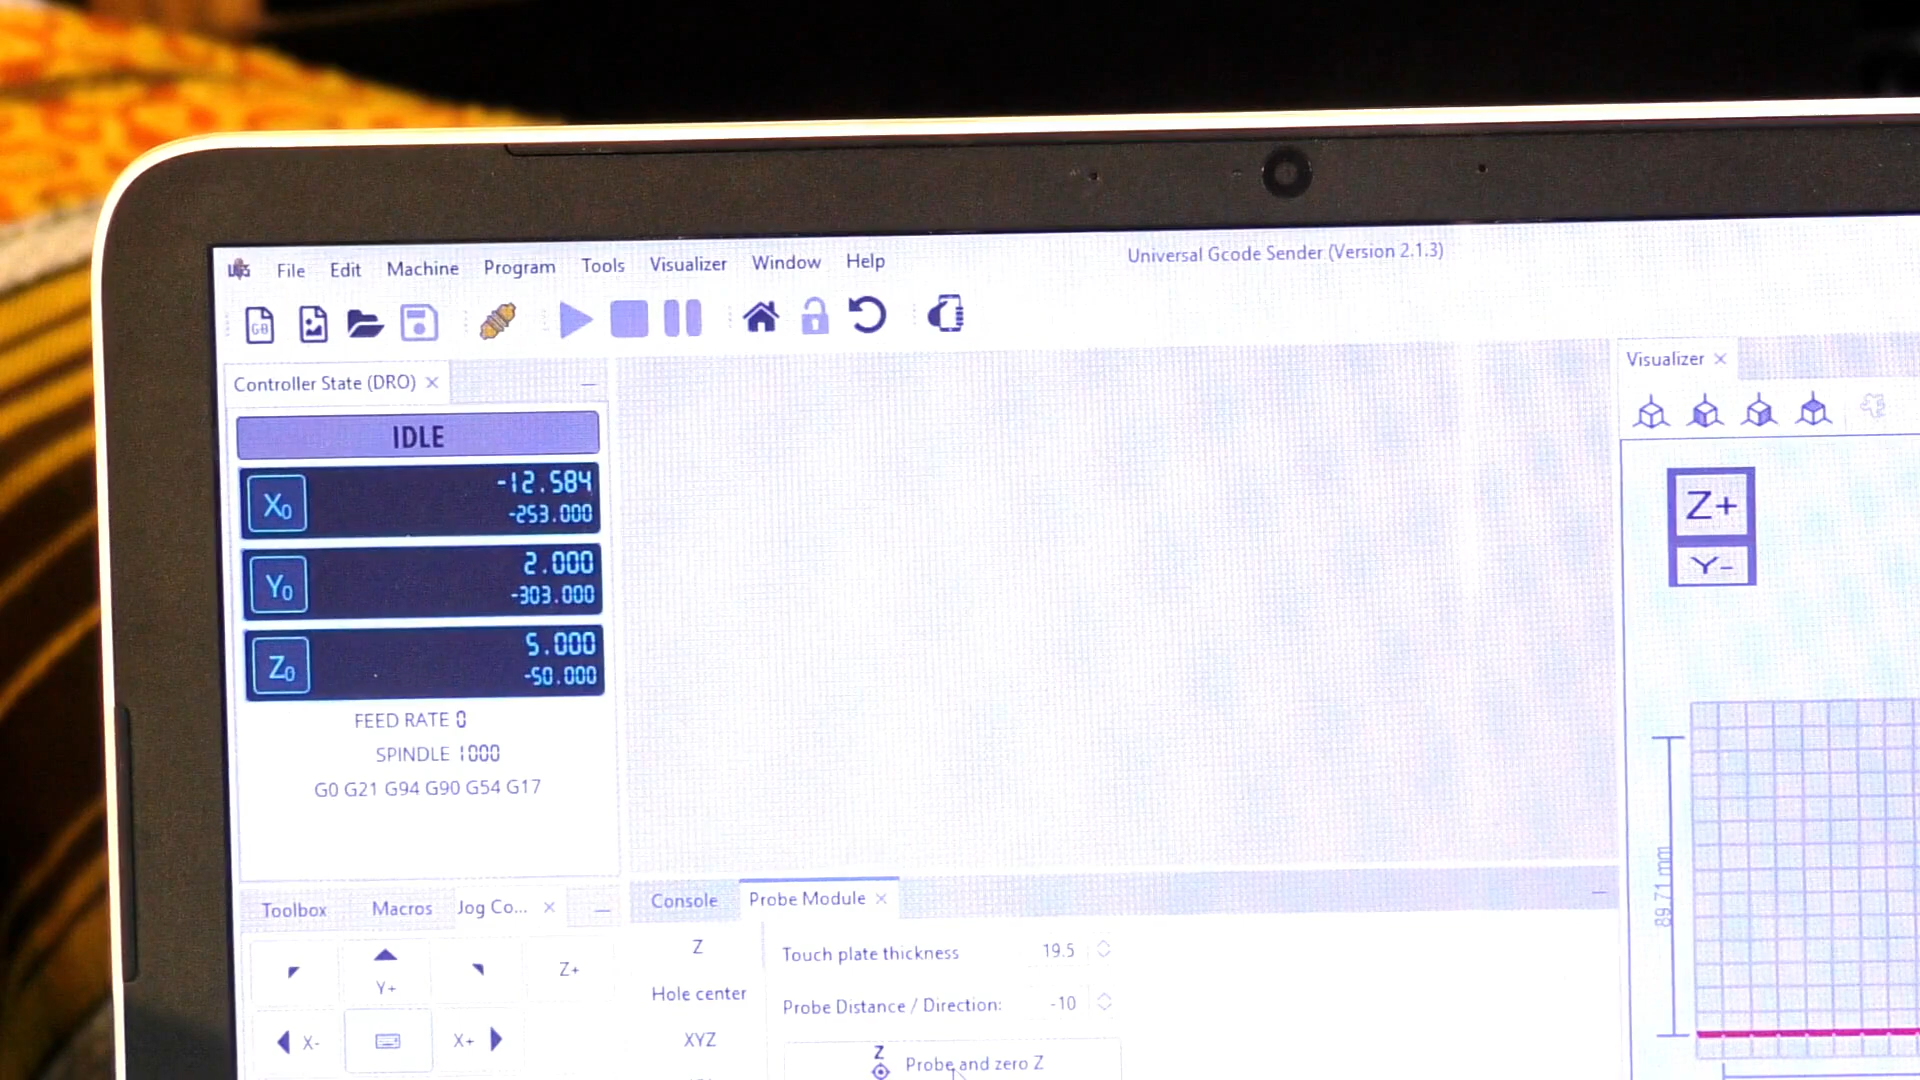 UGS File Edit Machine Program Tools Visualizer Window Help
Universal Gcode Sender (Version 2.1.3)
Controller State (DRO)
Visualizer
IDLE
X0 -12.584
-253.000
Y0 2.000
-303.000
Z0 5.000
-50.000
FEED RATE 0
SPINDLE 1000
G0 G21 G94 G90 G54 G17
Z+
Y-
89.71 mm
Toolbox Macros Jog Co...
Y+
Z+
X-
X+
Console Probe Module
Z
Hole center
XYZ
Touch plate thickness 19.5
Probe Distance / Direction: -10
Z Probe and zero Z